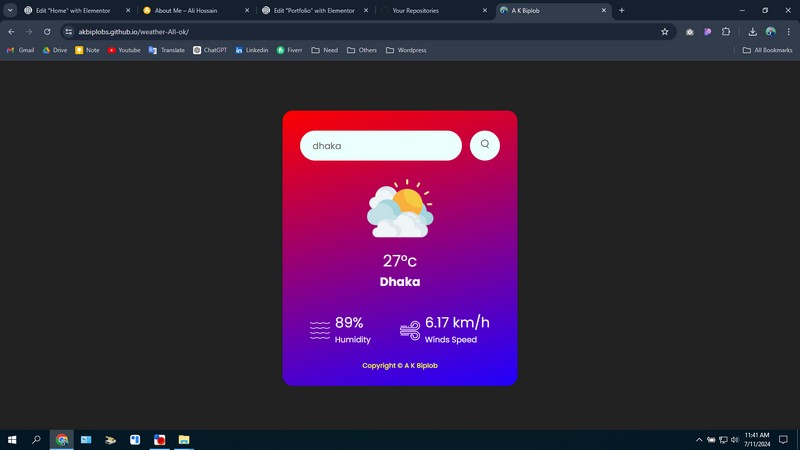 Edit "Home" with Elementor
About Me – Ali Hossain
Edit "Portfolio" with Elementor
Your Repositories
A K Biplob
akbiplobs.github.io/weather-All-ok/
Gmail
Drive
Note
Youtube
Translate
ChatGPT
Linkedin
Fiverr
Need
Others
Wordpress
All Bookmarks
dhaka
27°c
Dhaka
89%
Humidity
6.17 km/h
Winds Speed
Copyright © A K Biplob
11:41 AM
7/11/2024